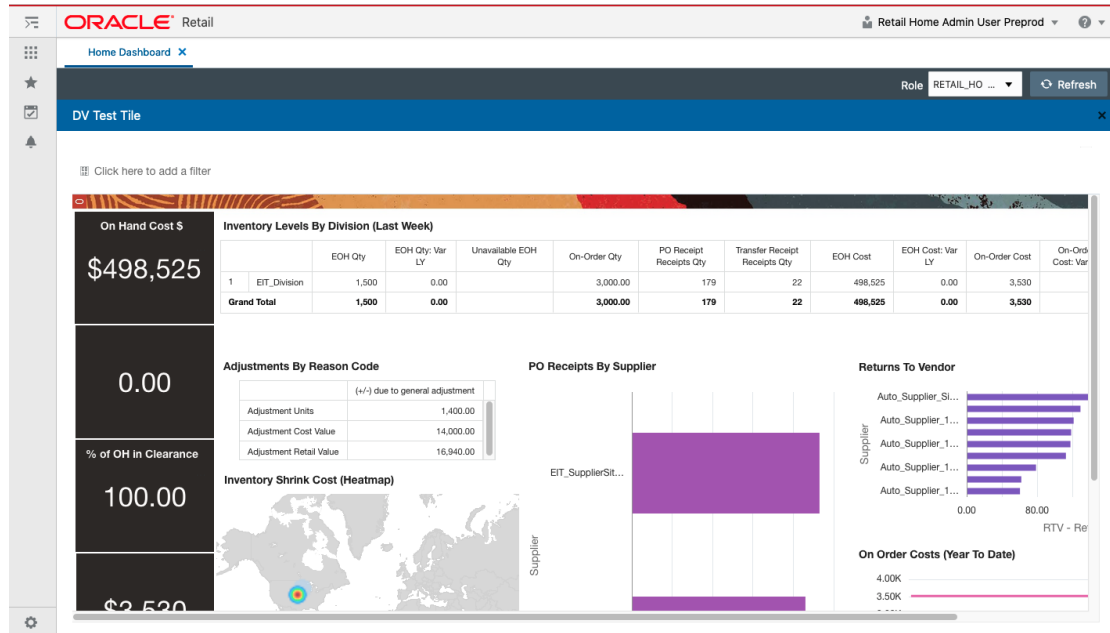 ORACLE Retail
Retail Home Admin User Preprod
Home Dashboard
Role RETAIL_HO ... Refresh
DV Test Tile
Click here to add a filter
On Hand Cost $
$498,525
0.00
% of OH in Clearance
100.00
$3,530
Inventory Levels By Division (Last Week)
EOH Qty EOH Qty: Var LY Unavailable EOH Qty On-Order Qty PO Receipt Receipts Qty Transfer Receipt Receipts Qty EOH Cost EOH Cost: Var LY On-Order Cost Cost: Var
1 EIT_Division 1,500 0.00 3,000.00 179 22 498,525 0.00 3,530
Grand Total 1,500 0.00 3,000.00 179 22 498,525 0.00 3,530
Adjustments By Reason Code
(+/-) due to general adjustment
Adjustment Units 1,400.00
Adjustment Cost Value 14,000.00
Adjustment Retail Value 16,940.00
Inventory Shrink Cost (Heatmap)
PO Receipts By Supplier
EIT_SupplierSit...
Supplier
Returns To Vendor
Supplier
Auto_Supplier_Si...
Auto_Supplier_1...
Auto_Supplier_1...
Auto_Supplier_1...
Auto_Supplier_1...
0.00 80.00
RTV - Re
On Order Costs (Year To Date)
4.00K
3.50K